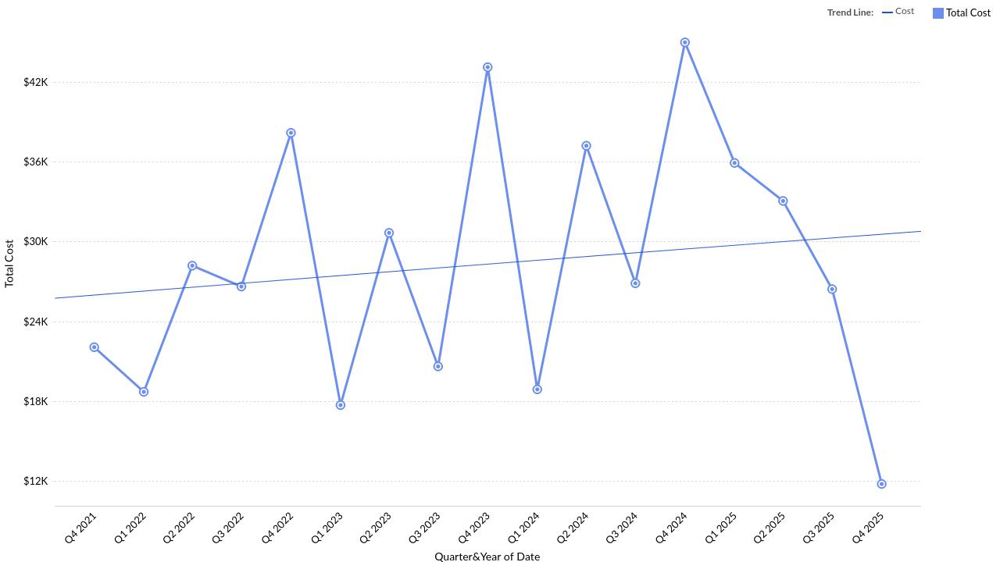 Trend Line: Cost Total Cost
$42K
$36K
$30K
$24K
$18K
$12K
Total Cost
Q4 2021 Q1 2022 Q2 2022 Q3 2022 Q4 2022 Q1 2023 Q2 2023 Q3 2023 Q4 2023 Q1 2024 Q2 2024 Q3 2024 Q4 2024 Q1 2025 Q2 2025 Q3 2025 Q4 2025
Quarter&Year of Date